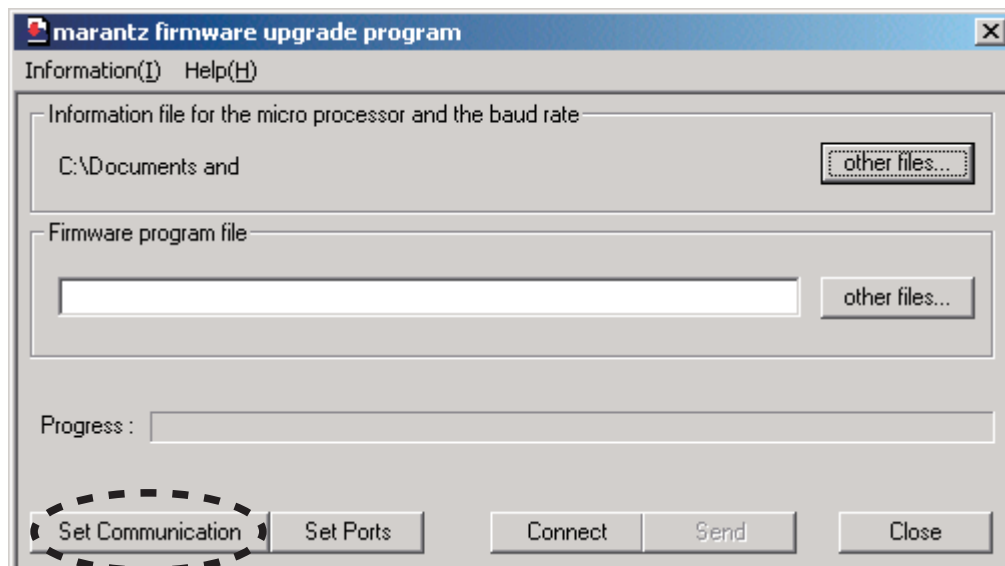 marantz firmware upgrade program
Information(I) Help(H)
Information file for the micro processor and the baud rate
C:\Documents and
other files...
Firmware program file
other files...
Progress :
Set Communication Set Ports Connect Send Close